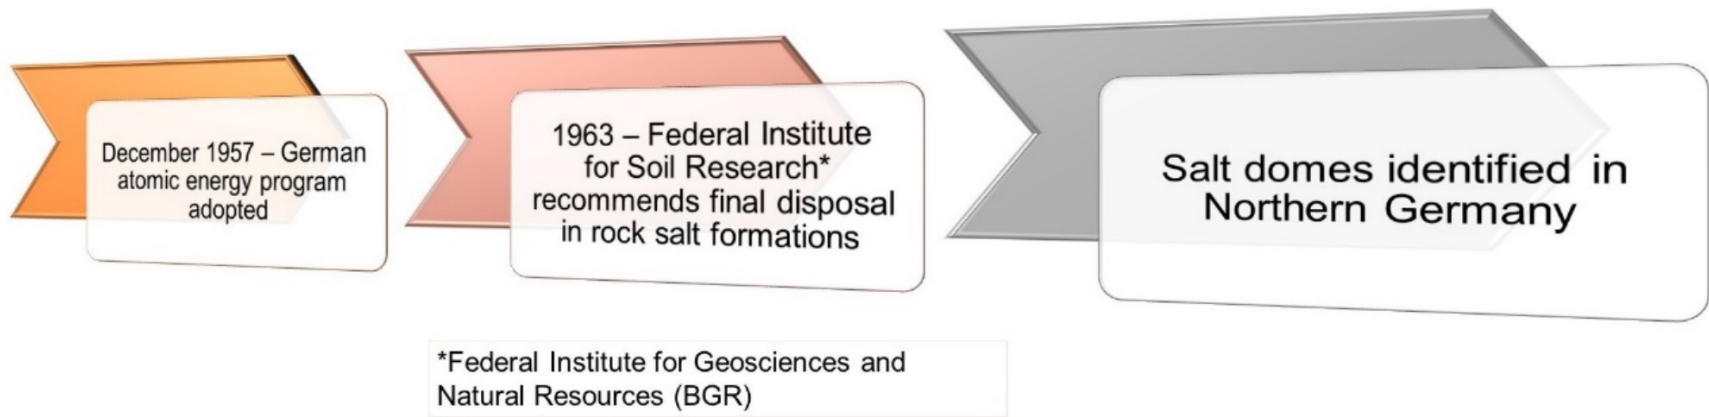 December 1957 – German
atomic energy program
adopted
1963 – Federal Institute
for Soil Research*
recommends final disposal
in rock salt formations
Salt domes identified in
Northern Germany
*Federal Institute for Geosciences and
Natural Resources (BGR)